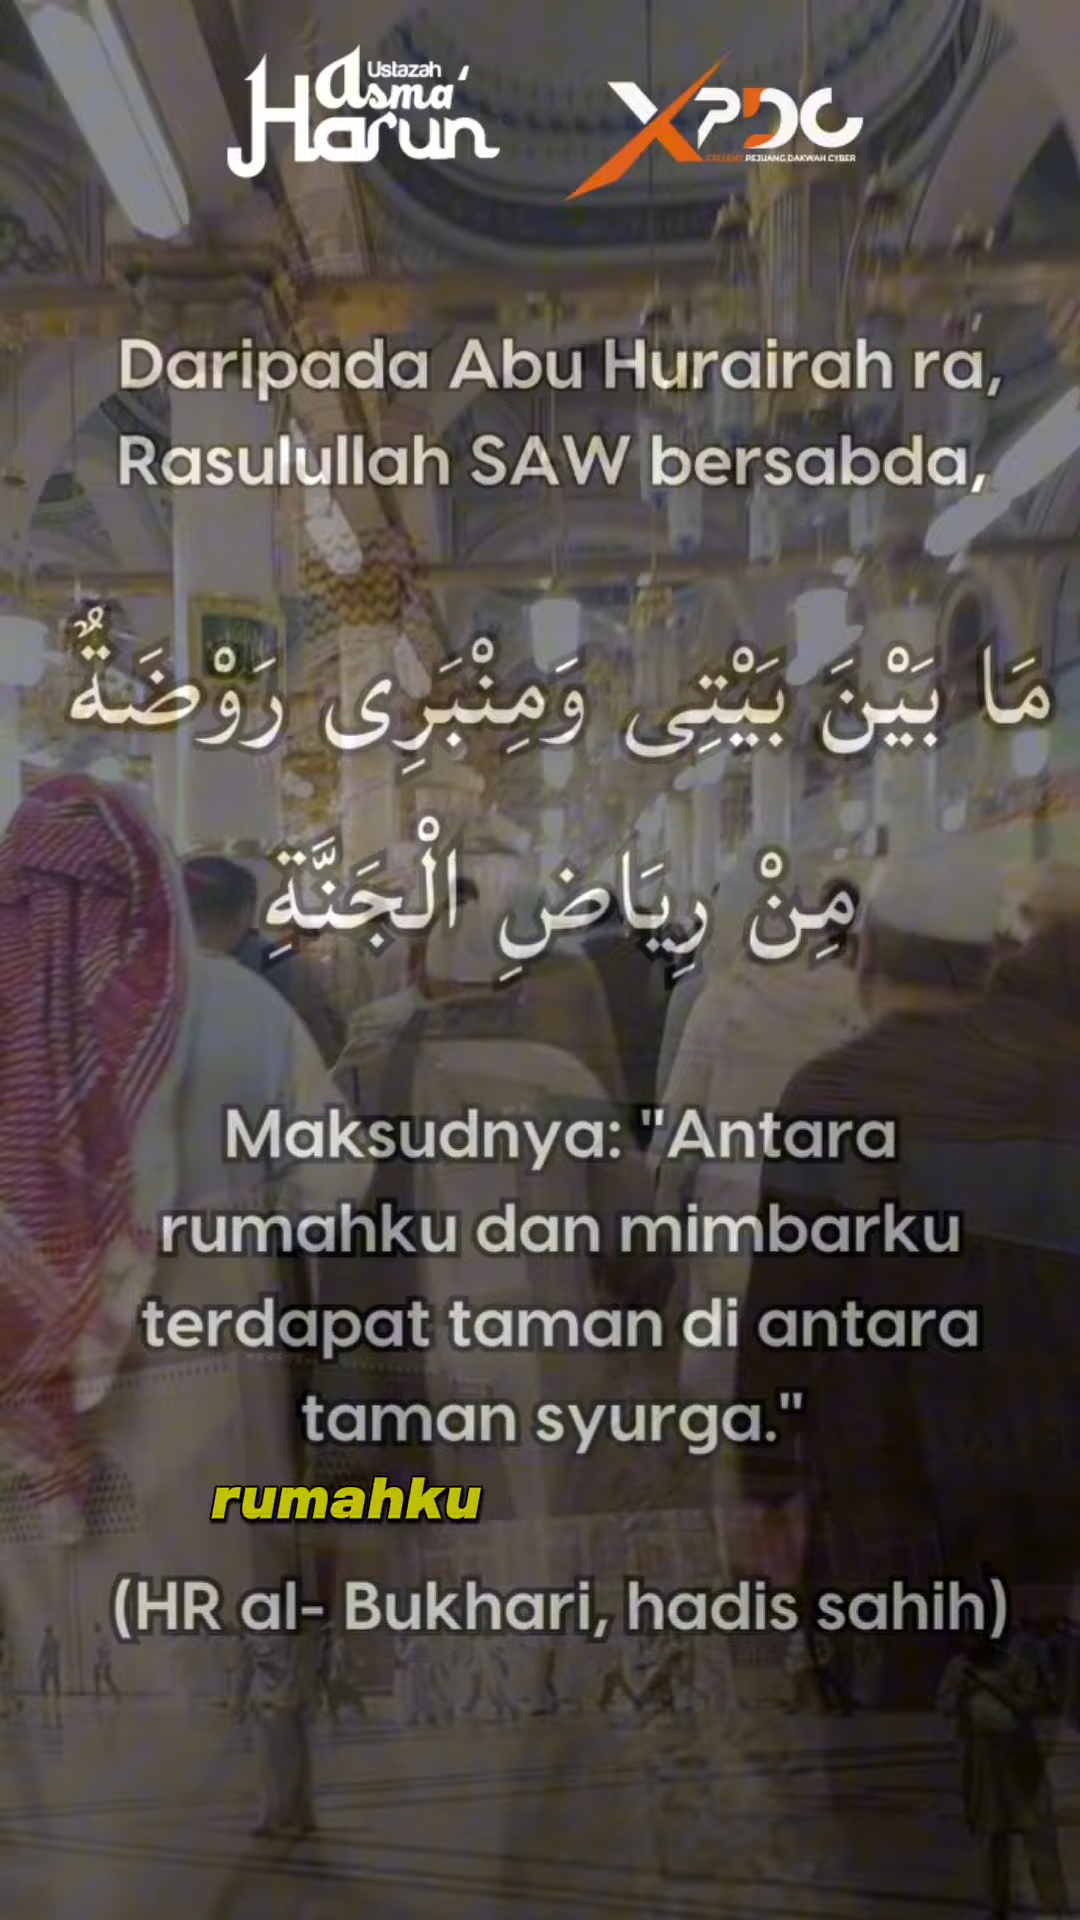 Ustazah
Asma'
Harun
XPDC
PEJUANG DAKWAH CYBER
Daripada Abu Hurairah ra,
Rasulullah SAW bersabda,
مَا بَيْنَ بَيْتِى وَمِنْبَرِى رَوْضَةٌ
مِنْ رِيَاضِ الْجَنَّةِ
Maksudnya: "Antara
rumahku dan mimbarku
terdapat taman di antara
taman syurga."
rumahku
(HR al- Bukhari, hadis sahih)